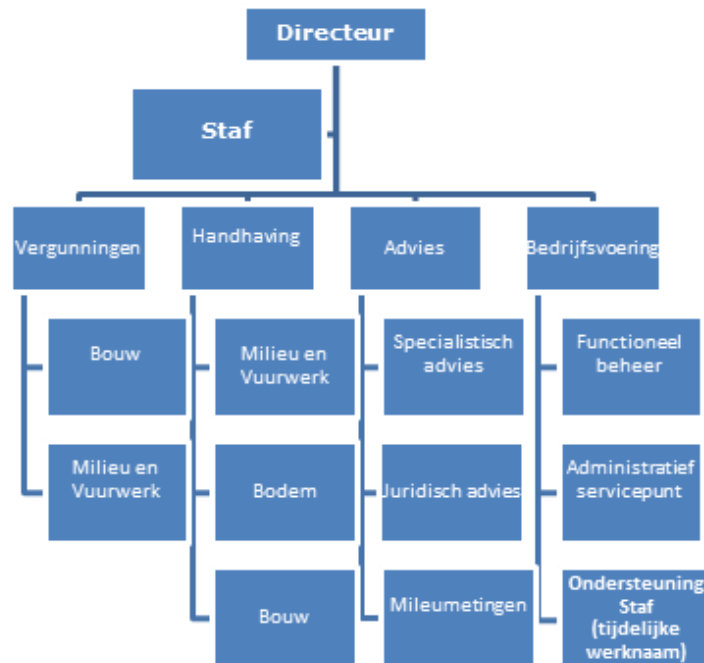 Directeur
Staf
Vergunningen
Handhaving
Advies
Bedrijfsvoering
Bouw
Milieu en
Vuurwerk
Specialistisch
advies
Functioneel
beheer
Milieu en
Vuurwerk
Bodem
Juridisch advies
Administratief
servicepunt
Bouw
Mileumetingen
Ondersteuning
Staf
(tijdelijke
werknaam)